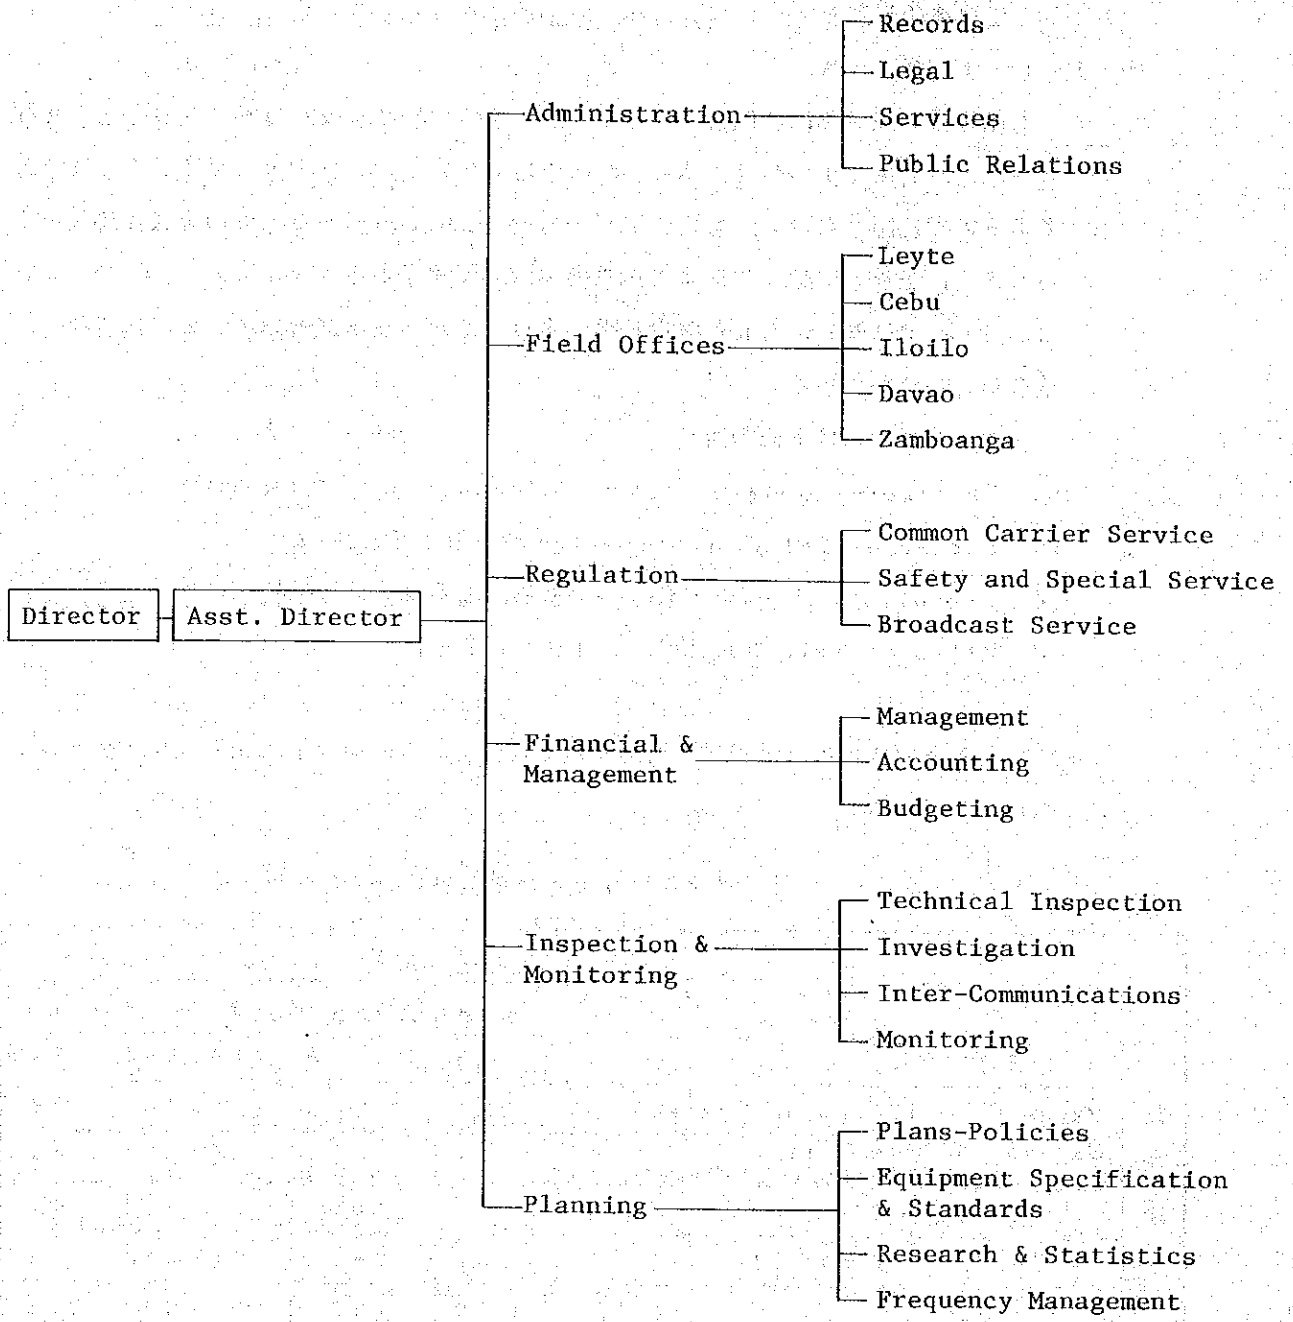 Records
Legal
Administration
Services
Public Relations
Leyte
Cebu
Field Offices
Iloilo
Davao
Zamboanga
Common Carrier Service
Regulation
Safety and Special Service
Director
Asst. Director
Broadcast Service
Management
Financial &
Management
Accounting
Budgeting
Technical Inspection
Inspection &
Monitoring
Investigation
Inter-Communications
Monitoring
Plans-Policies
Equipment Specification
& Standards
Planning
Research & Statistics
Frequency Management